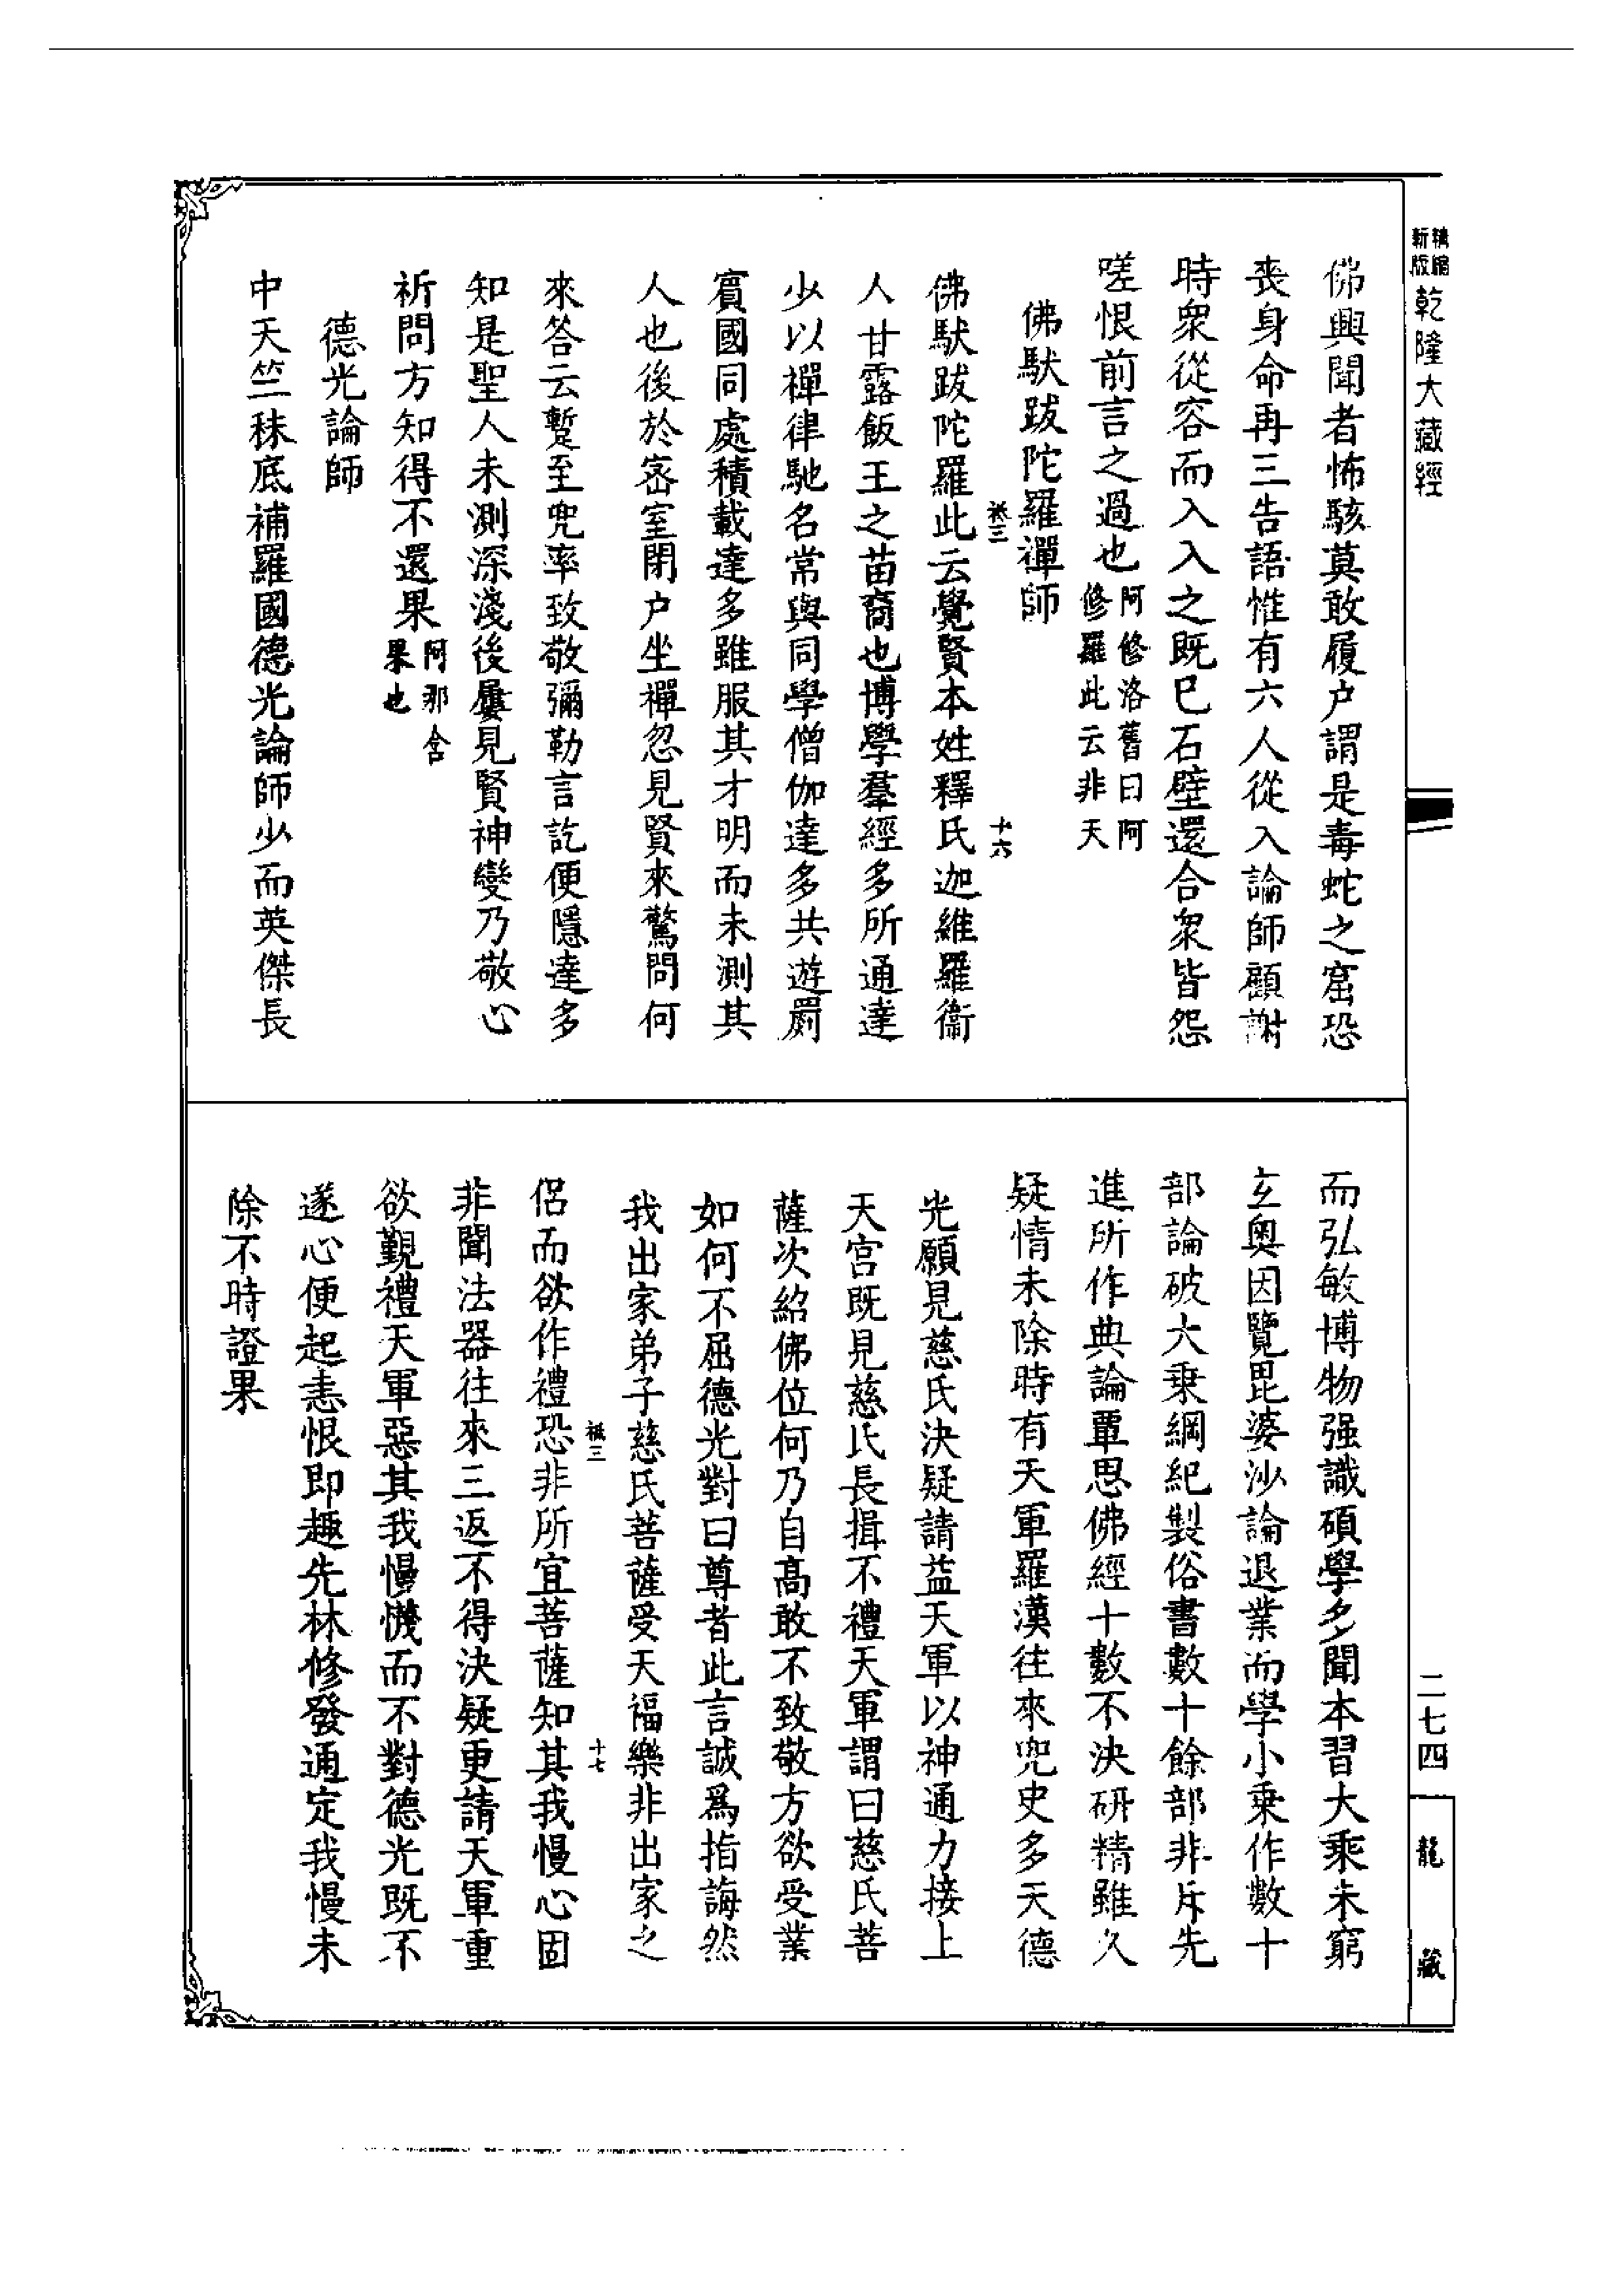 精縮新版乾隆大藏經
佛興聞者怖駭莫敢履户謂是毒蛇之窟恐
喪身命再三告語惟有六人從入論師顧謝
時衆從容而入入之既已石壁還合衆皆怨
嗟恨前言之過也阿修洛舊曰阿修羅此云非天
佛馱跋陀羅禪師
祇三 十六
佛馱跋陀羅此云覺賢本姓釋氏迦維羅衞
人甘露飯王之苗裔也博學羣經多所通達
少以禪律馳名常與同學僧伽達多共遊罽
賓國同處積載達多雖服其才明而未測其
人也後於宻室閉户坐禪忽見賢來驚問何
來答云蹔至兜率致敬彌勒言訖便隱達多
知是聖人未測深淺後屢見賢神變乃敬心
祈問方知得不還果阿那含果也
德光論師
中天竺秣底補羅國德光論師少而英傑長
而弘敏博物强識碩學多聞本習大乘未窮
玄奧因覽毘婆沙論退業而學小乘作數十
部論破大乘綱紀製俗書數十餘部非斥先
進所作典論覃思佛經十數不決研精雖久
疑情未除時有天軍羅漢往來兜史多天德
光願見慈氏決疑請益天軍以神通力接上
天宮既見慈氏長揖不禮天軍謂曰慈氏菩
薩次紹佛位何乃自高敢不致敬方欲受業
如何不屈德光對曰尊者此言誠爲指誨然
我出家弟子慈氏菩薩受天福樂非出家之
祇三 十七
侶而欲作禮恐非所宜菩薩知其我慢心固
非聞法器往來三返不得決疑更請天軍重
欲覲禮天軍惡其我慢懱而不對德光既不
遂心便起恚恨即趣先林修發通定我慢未
除不時證果
二七四
龍藏